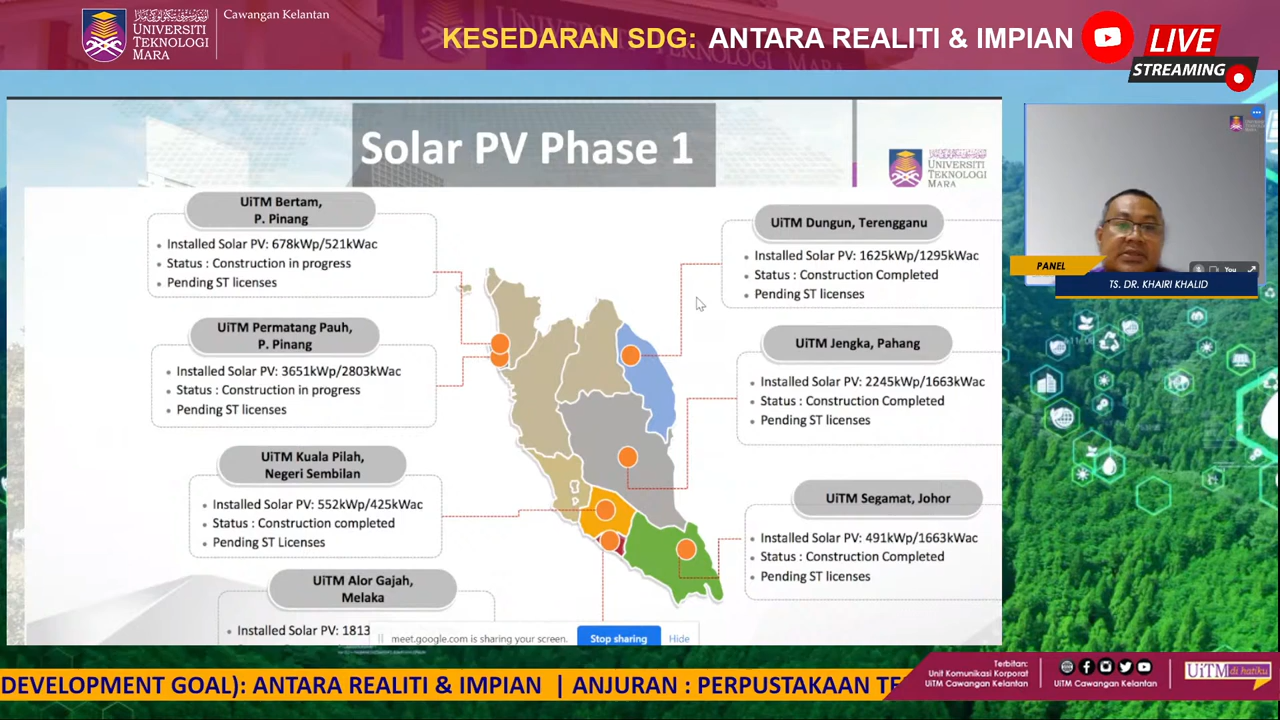 UNIVERSITI
TEKNOLOGI
MARA
Cawangan Kelantan
KESEDARAN SDG: ANTARA REALITI & IMPIAN
LIVE
STREAMING
Solar PV Phase 1
UNIVERSITI
TEKNOLOGI
MARA
UiTM Bertam,
P. Pinang
• Installed Solar PV: 678kWp/521kWac
• Status : Construction in progress
• Pending ST licenses
UiTM Permatang Pauh,
P. Pinang
• Installed Solar PV: 3651kWp/2803kWac
• Status : Construction in progress
• Pending ST licenses
UiTM Kuala Pilah,
Negeri Sembilan
• Installed Solar PV: 552kWp/425kWac
• Status : Construction completed
• Pending ST Licenses
UiTM Alor Gajah,
Melaka
• Installed Solar PV: 1813
UiTM Dungun, Terengganu
• Installed Solar PV: 1625kWp/1295kWac
• Status : Construction Completed
• Pending ST licenses
UiTM Jengka, Pahang
• Installed Solar PV: 2245kWp/1663kWac
• Status : Construction Completed
• Pending ST licenses
UiTM Segamat, Johor
• Installed Solar PV: 491kWp/1663kWac
• Status : Construction Completed
• Pending ST licenses
meet.google.com is sharing your screen. Stop sharing Hide
You
PANEL
TS. DR. KHAIRI KHALID
DEVELOPMENT GOAL): ANTARA REALITI & IMPIAN | ANJURAN : PERPUSTAKAAN
Terbitan:
Unit Komunikasi Korporat
UiTM Cawangan Kelantan
UiTM Cawangan Kelantan
UiTM di hatiku